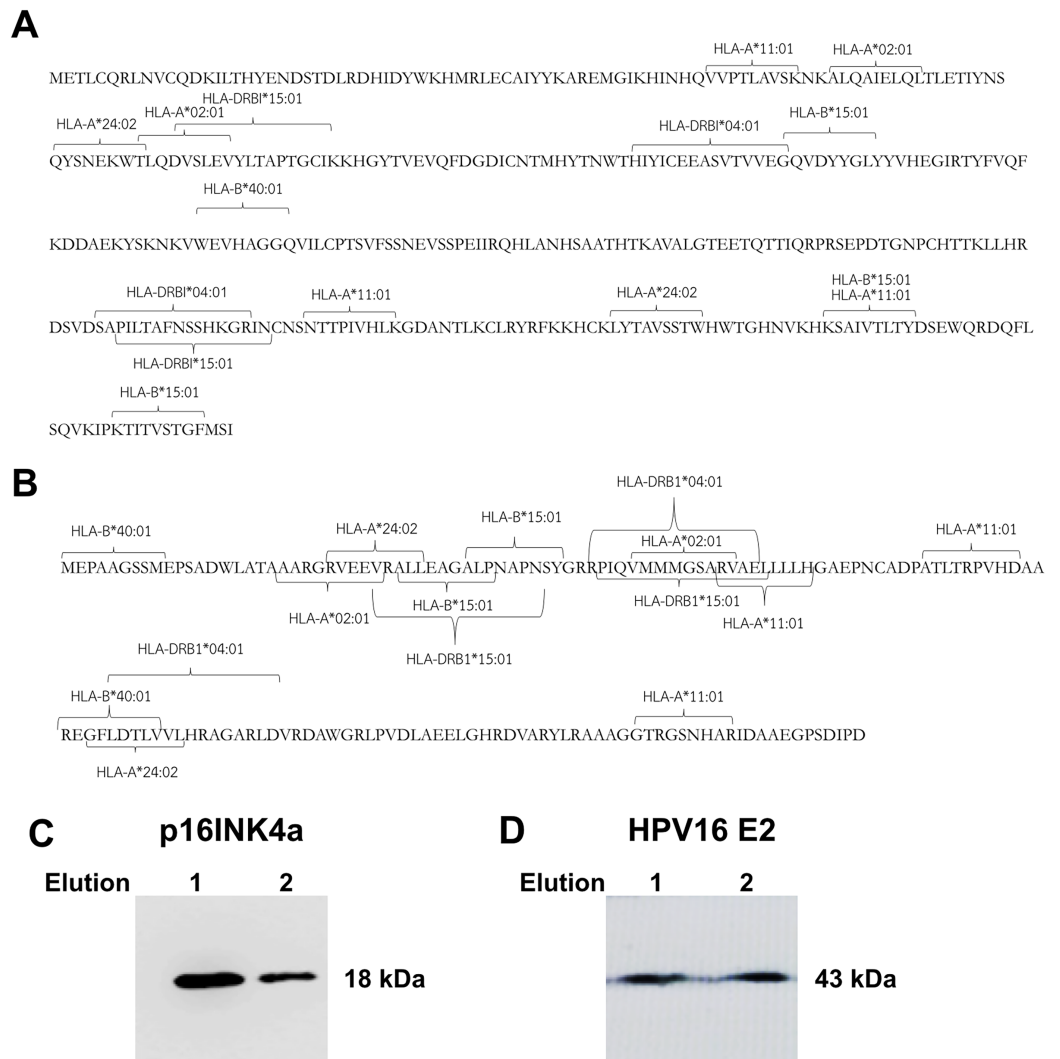 A
HLA-A*11:01 HLA-A*02:01
METLCQRLNVCQDKILTHYENDSTDLRDHIDYWKHMRLECAIYYKAREMGIKHINHQVVPTLAVSKNKALQAIELQLTLETIYNS
HLA-DRBI*15:01
HLA-A*24:02 HLA-A*02:01 HLA-DRBI*04:01 HLA-B*15:01
QYSNEKWTLQDVSLEVYLTAPTGCIKKHGYTVEVQFDGDICNTMHYTNWTHIYICEEASVTVVEGQVDYYGLYYVHEGIRTYFVQF
HLA-B*40:01
KDDAEKYSKNKVWEVHAGGQVILCPTSVFSSNEVSSPEIIRQHLANHSAATHTKAVALGTEETQTTIQRPRSEPDTGNPCHTTKLLHR
HLA-B*15:01
HLA-DRBI*04:01 HLA-A*11:01 HLA-A*24:02 HLA-A*11:01
DSVDSAPILTAFNSSHKGRINCNSNTTPIVHLKGDANTLKCLRYRFKKHCKLYTAVSSTWHWTGHNVKHKSAIVTLTYDSEWQRDQFL
HLA-DRBI*15:01
HLA-B*15:01
SQVKIPKTITVSTGFMSI
B
HLA-DRB1*04:01
HLA-B*40:01 HLA-A*24:02 HLA-B*15:01 HLA-A*02:01 HLA-A*11:01
MEPAAGSSMEPSADWLATAAARGRVEEVRALLEAGALPNAPNSYGRRPIQVMMMGSARVAELLLLHGAEPNCADPATLTRPVHDAA
HLA-A*02:01 HLA-B*15:01 HLA-DRB1*15:01 HLA-A*11:01
HLA-DRB1*15:01
HLA-DRB1*04:01
HLA-B*40:01 HLA-A*11:01
REGFLDTLVVLHRAGARLDVRDAWGRLPVDLAEELGHRDVARYLRAAAGGTRGSNHARIDAAEGPSDIPD
HLA-A*24:02
C p16INK4a
Elution 1 2
18 kDa
D HPV16 E2
Elution 1 2
43 kDa